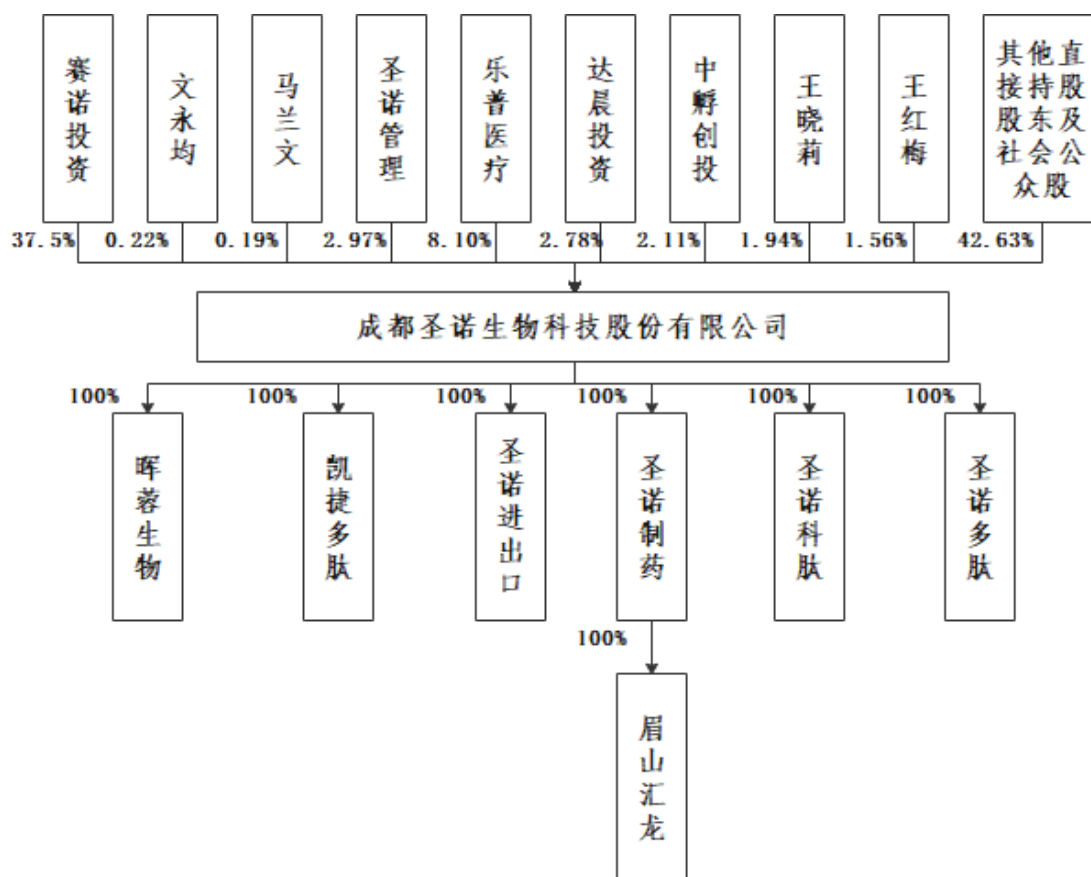 赛诺投资
文永均
马兰文
圣诺管理
乐普医疗
达晨投资
中孵创投
王晓莉
王红梅
其他直
接持股
股东及
社会公
众股
37.5%
0.22%
0.19%
2.97%
8.10%
2.78%
2.11%
1.94%
1.56%
42.63%
成都圣诺生物科技股份有限公司
100%
100%
100%
100%
100%
100%
晖蓉生物
凯捷多肽
圣诺进出口
圣诺制药
圣诺科肽
圣诺多肽
100%
眉山汇龙